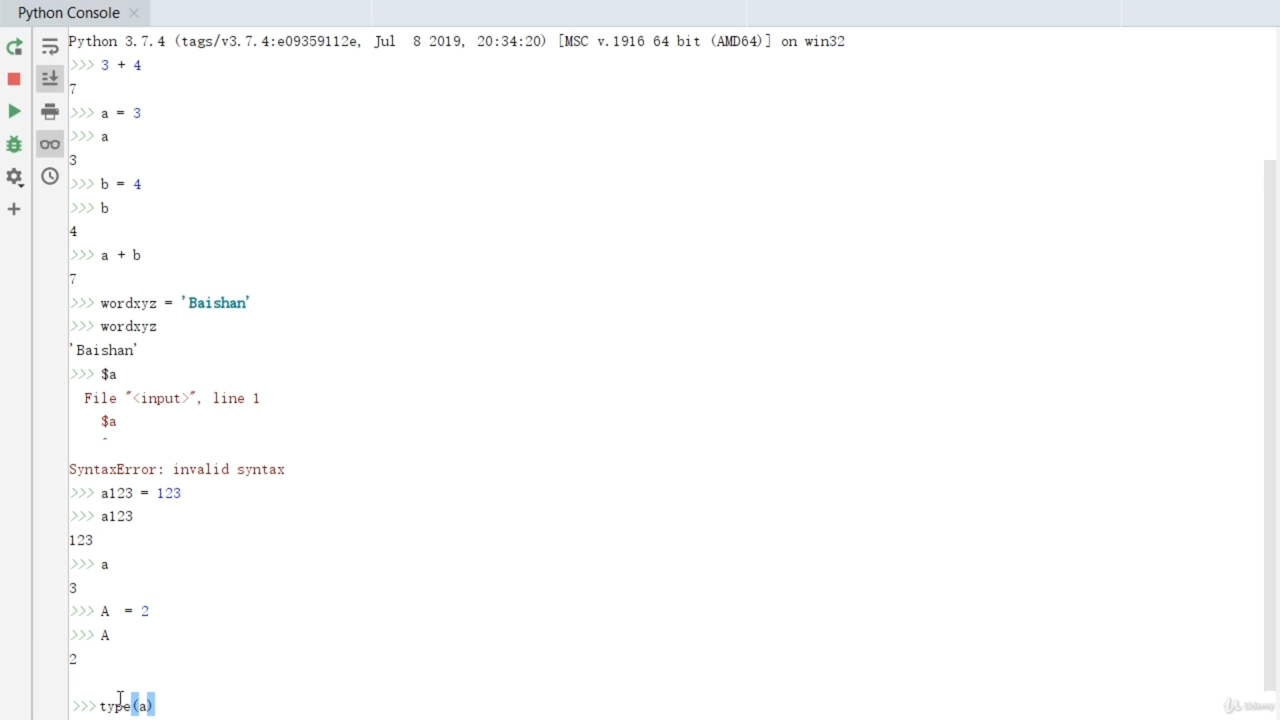 Python Console
Python 3.7.4 (tags/v3.7.4:e09359112e, Jul  8 2019, 20:34:20) [MSC v.1916 64 bit (AMD64)] on win32
>>> 3 + 4
7
>>> a = 3
>>> a
3
>>> b = 4
>>> b
4
>>> a + b
7
>>> wordxyz = 'Baishan'
>>> wordxyz
'Baishan'
>>> $a
  File "<input>", line 1
    $a
    ^
SyntaxError: invalid syntax
>>> a123 = 123
>>> a123
123
>>> a
3
>>> A  = 2
>>> A
2
>>> type(a)
Udemy